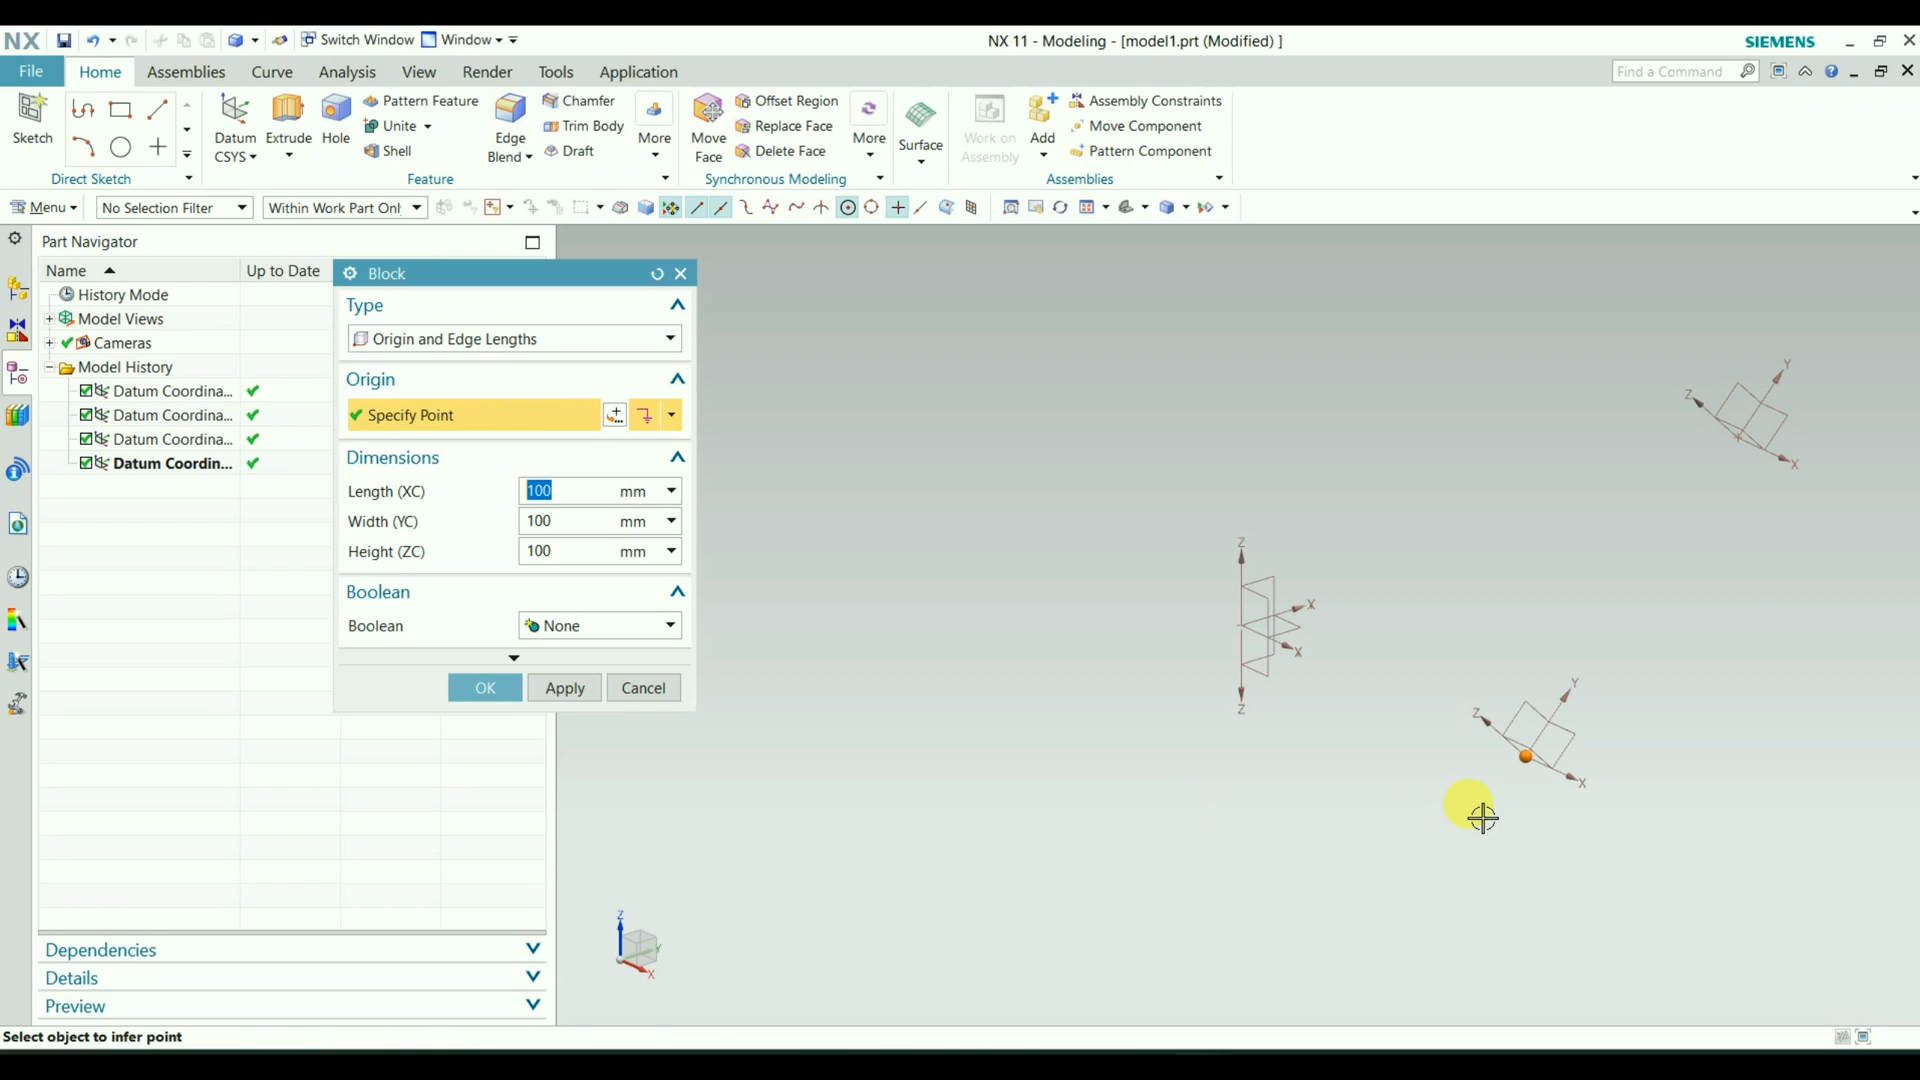 NX
Switch Window
Window
NX 11 - Modeling - [model1.prt (Modified) ]
SIEMENS
File
Home
Assemblies
Curve
Analysis
View
Render
Tools
Application
Find a Command
Sketch
Direct Sketch
Datum
CSYS
Extrude
Hole
Pattern Feature
Unite
Shell
Edge
Blend
Chamfer
Trim Body
Draft
More
Feature
Move
Face
Offset Region
Replace Face
Delete Face
More
Synchronous Modeling
Surface
Work on
Assembly
Add
Assembly Constraints
Move Component
Pattern Component
Assemblies
Menu
No Selection Filter
Within Work Part Onl
Part Navigator
Name
Up to Date
History Mode
Model Views
Cameras
Model History
Datum Coordina...
Datum Coordina...
Datum Coordina...
Datum Coordin...
Block
Type
Origin and Edge Lengths
Origin
Specify Point
Dimensions
Length (XC) 100 mm
Width (YC) 100 mm
Height (ZC) 100 mm
Boolean
Boolean None
OK
Apply
Cancel
Y
Z
X
Z
X
X
Z
Y
Z
X
Z
Y
X
Dependencies
Details
Preview
Select object to infer point